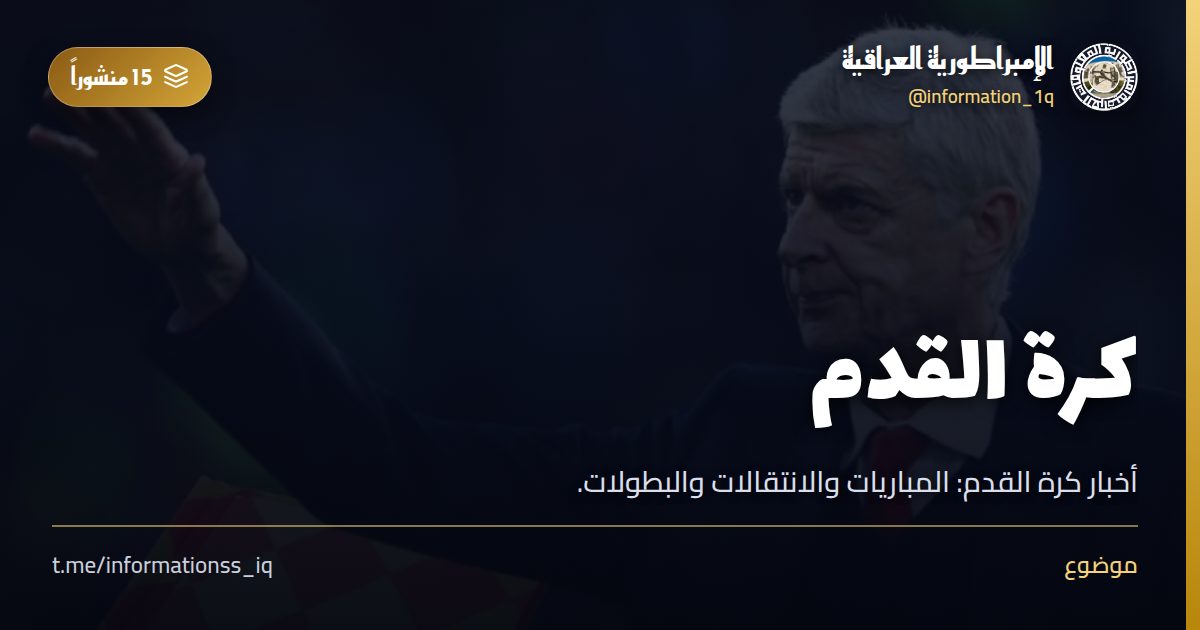 الإمبراطورية العراقية
@information_1q
15 منشوراً
كرة القدم
أخبار كرة القدم: المباريات والانتقالات والبطولات.
موضوع
t.me/informationss_iq